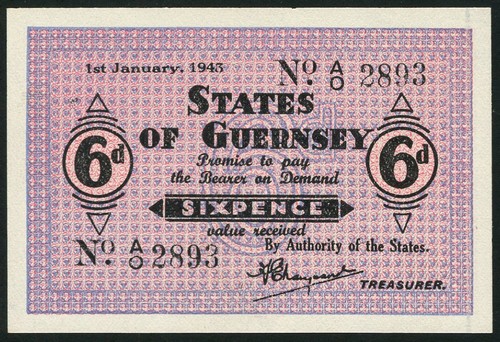 1st January. 1943
No. A/O 2893
STATES
OF GUERNSEY
6d
6d
Promise to pay
the Bearer on Demand
SIXPENCE
value received
By Authority of the States.
No. A/O 2893
TREASURER.